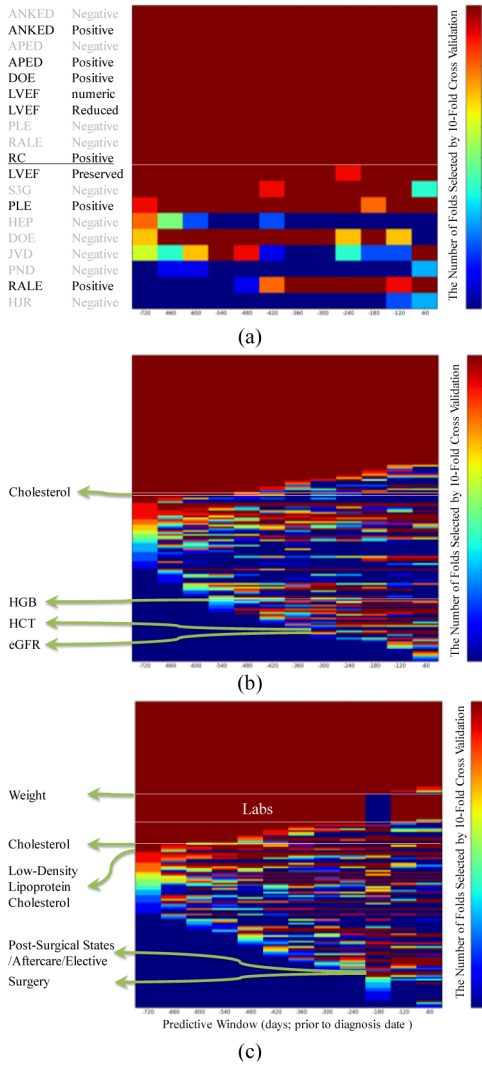 ANKED Negative
ANKED Positive
APED Negative
APED Positive
DOE Positive
LVEF numeric
LVEF Reduced
PLE Negative
RALE Negative
RC Positive
LVEF Preserved
S3G Negative
PLE Positive
HEP Negative
DOE Negative
JVD Negative
PND Negative
RALE Positive
HJR Negative
The Number of Folds Selected by 10-Fold Cross Validation
-720 -660 -600 -540 -480 -420 -360 -300 -240 -180 -120 -60
(a)
Cholesterol
HGB
HCT
eGFR
The Number of Folds Selected by 10-Fold Cross Validation
-720 -660 -600 -540 -480 -420 -360 -300 -240 -180 -120 -60
(b)
Weight
Labs
Cholesterol
Low-Density
Lipoprotein
Cholesterol
Post-Surgical States
/Aftercare/Elective
Surgery
The Number of Folds Selected by 10-Fold Cross Validation
-720 -660 -600 -540 -480 -420 -360 -300 -240 -180 -120 -60
Predictive Window (days; prior to diagnosis date )
(c)